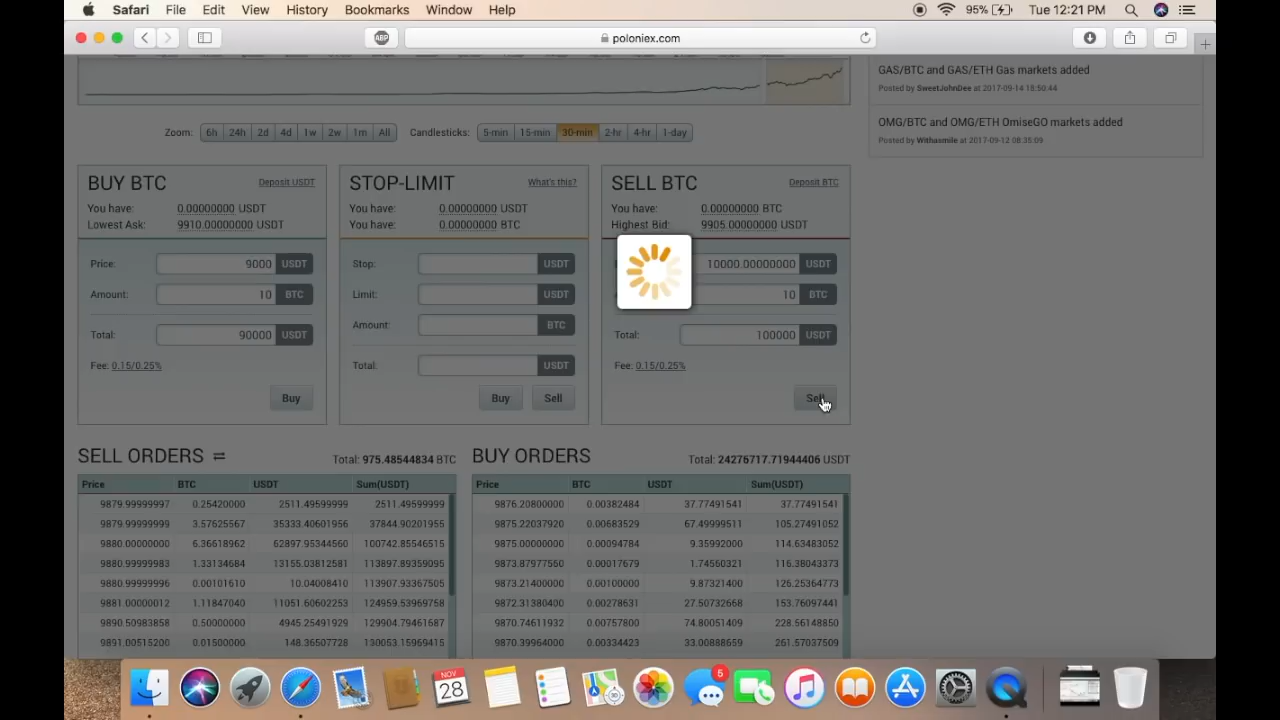 Safari File Edit View History Bookmarks Window Help 95% Tue 12:21 PM
ABP poloniex.com
GAS/BTC and GAS/ETH Gas markets added
Posted by SweetJohnDee at 2017-09-14 18:50:44
OMG/BTC and OMG/ETH OmiseGO markets added
Posted by Withasmile at 2017-09-12 08:35:09
Zoom: 6h 24h 2d 4d 1w 2w 1m All Candlesticks: 5-min 15-min 30-min 2-hr 4-hr 1-day
BUY BTC Deposit USDT
You have: 0.00000000 USDT
Lowest Ask: 9910.00000000 USDT
Price: 9000 USDT
Amount: 10 BTC
Total: 90000 USDT
Fee: 0.15/0.25%
Buy
STOP-LIMIT What's this?
You have: 0.00000000 USDT
You have: 0.00000000 BTC
Stop: USDT
Limit: USDT
Amount: BTC
Total: USDT
Buy Sell
SELL BTC Deposit BTC
You have: 0.00000000 BTC
Highest Bid: 9905.00000000 USDT
10000.00000000 USDT
10 BTC
Total: 100000 USDT
Fee: 0.15/0.25%
Sell
SELL ORDERS Total: 975.48544834 BTC
Price BTC USDT Sum(USDT)
9879.99999997 0.25420000 2511.49599999 2511.49599999
9879.99999999 3.57625557 35333.40601956 37844.90201955
9880.00000000 6.36618962 62897.95344560 100742.85546515
9880.99999983 1.33134684 13155.03812581 113897.89359095
9880.99999996 0.00101610 10.04008410 113907.93367505
9881.00000012 1.11847040 11051.60602253 124959.53969758
9890.50983858 0.50000000 4945.25491929 129904.79461687
9891.00515200 0.01500000 148.36507728 130053.15969415
BUY ORDERS Total: 24276717.71944406 USDT
Price BTC USDT Sum(USDT)
9876.20800000 0.00382484 37.77491541 37.77491541
9875.22037920 0.00683529 67.49999511 105.27491052
9875.00000000 0.00094784 9.35992000 114.63483052
9873.87977550 0.00017678 1.74550321 116.38043373
9873.21400000 0.00100000 9.87321400 126.25364773
9872.31380400 0.00278631 27.50732668 153.76097441
9870.74611932 0.00757800 74.80051409 228.56148850
9870.39964000 0.00334423 33.00888659 261.57037509
NOV
28
5